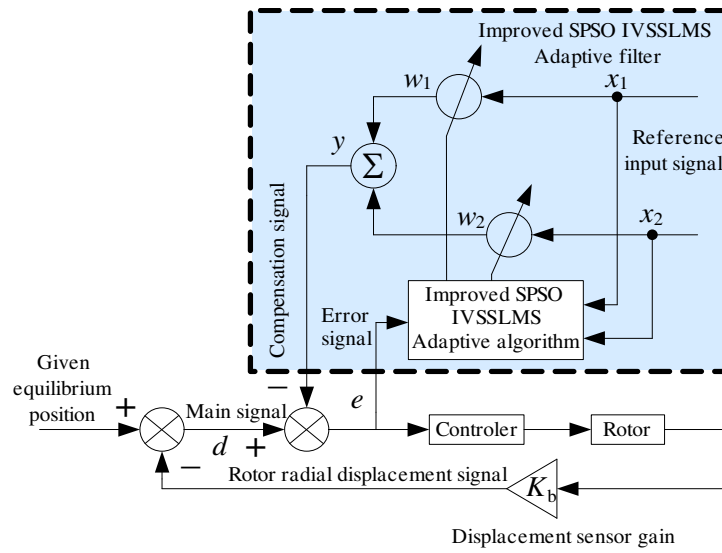 Improved SPSO IVSSLMS
Adaptive filter
w1
x1
Reference
input signal
y
Σ
w2
x2
Compensation signal
Improved SPSO
IVSSLMS
Adaptive algorithm
Error
signal
Given
equilibrium
position
+
−
e
Main signal
d
+
Controler
Rotor
−
Rotor radial displacement signal
Kb
Displacement sensor gain